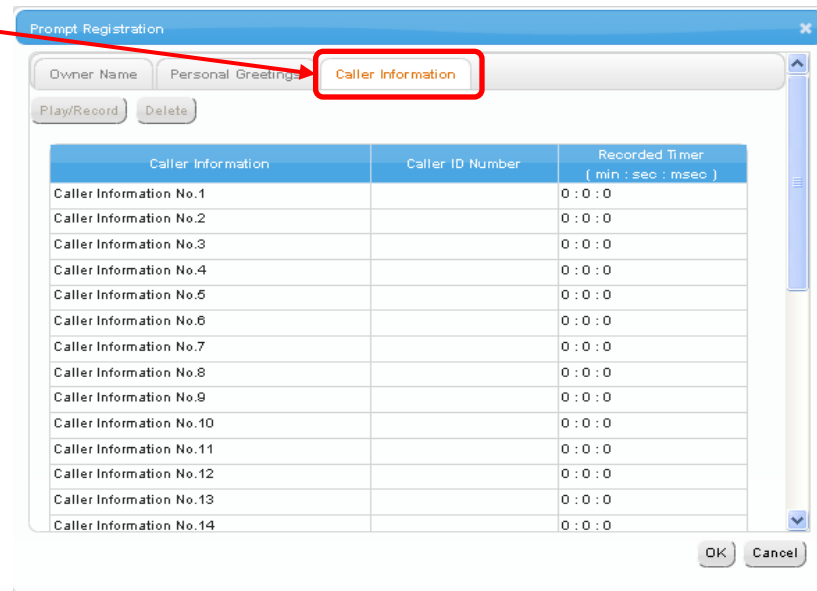 Prompt Registration
Owner Name Personal Greetings Caller Information
Play/Record Delete
Caller Information Caller ID Number Recorded Timer
( min : sec : msec )
Caller Information No.1 0 : 0 : 0
Caller Information No.2 0 : 0 : 0
Caller Information No.3 0 : 0 : 0
Caller Information No.4 0 : 0 : 0
Caller Information No.5 0 : 0 : 0
Caller Information No.6 0 : 0 : 0
Caller Information No.7 0 : 0 : 0
Caller Information No.8 0 : 0 : 0
Caller Information No.9 0 : 0 : 0
Caller Information No.10 0 : 0 : 0
Caller Information No.11 0 : 0 : 0
Caller Information No.12 0 : 0 : 0
Caller Information No.13 0 : 0 : 0
Caller Information No.14 0 : 0 : 0
OK Cancel